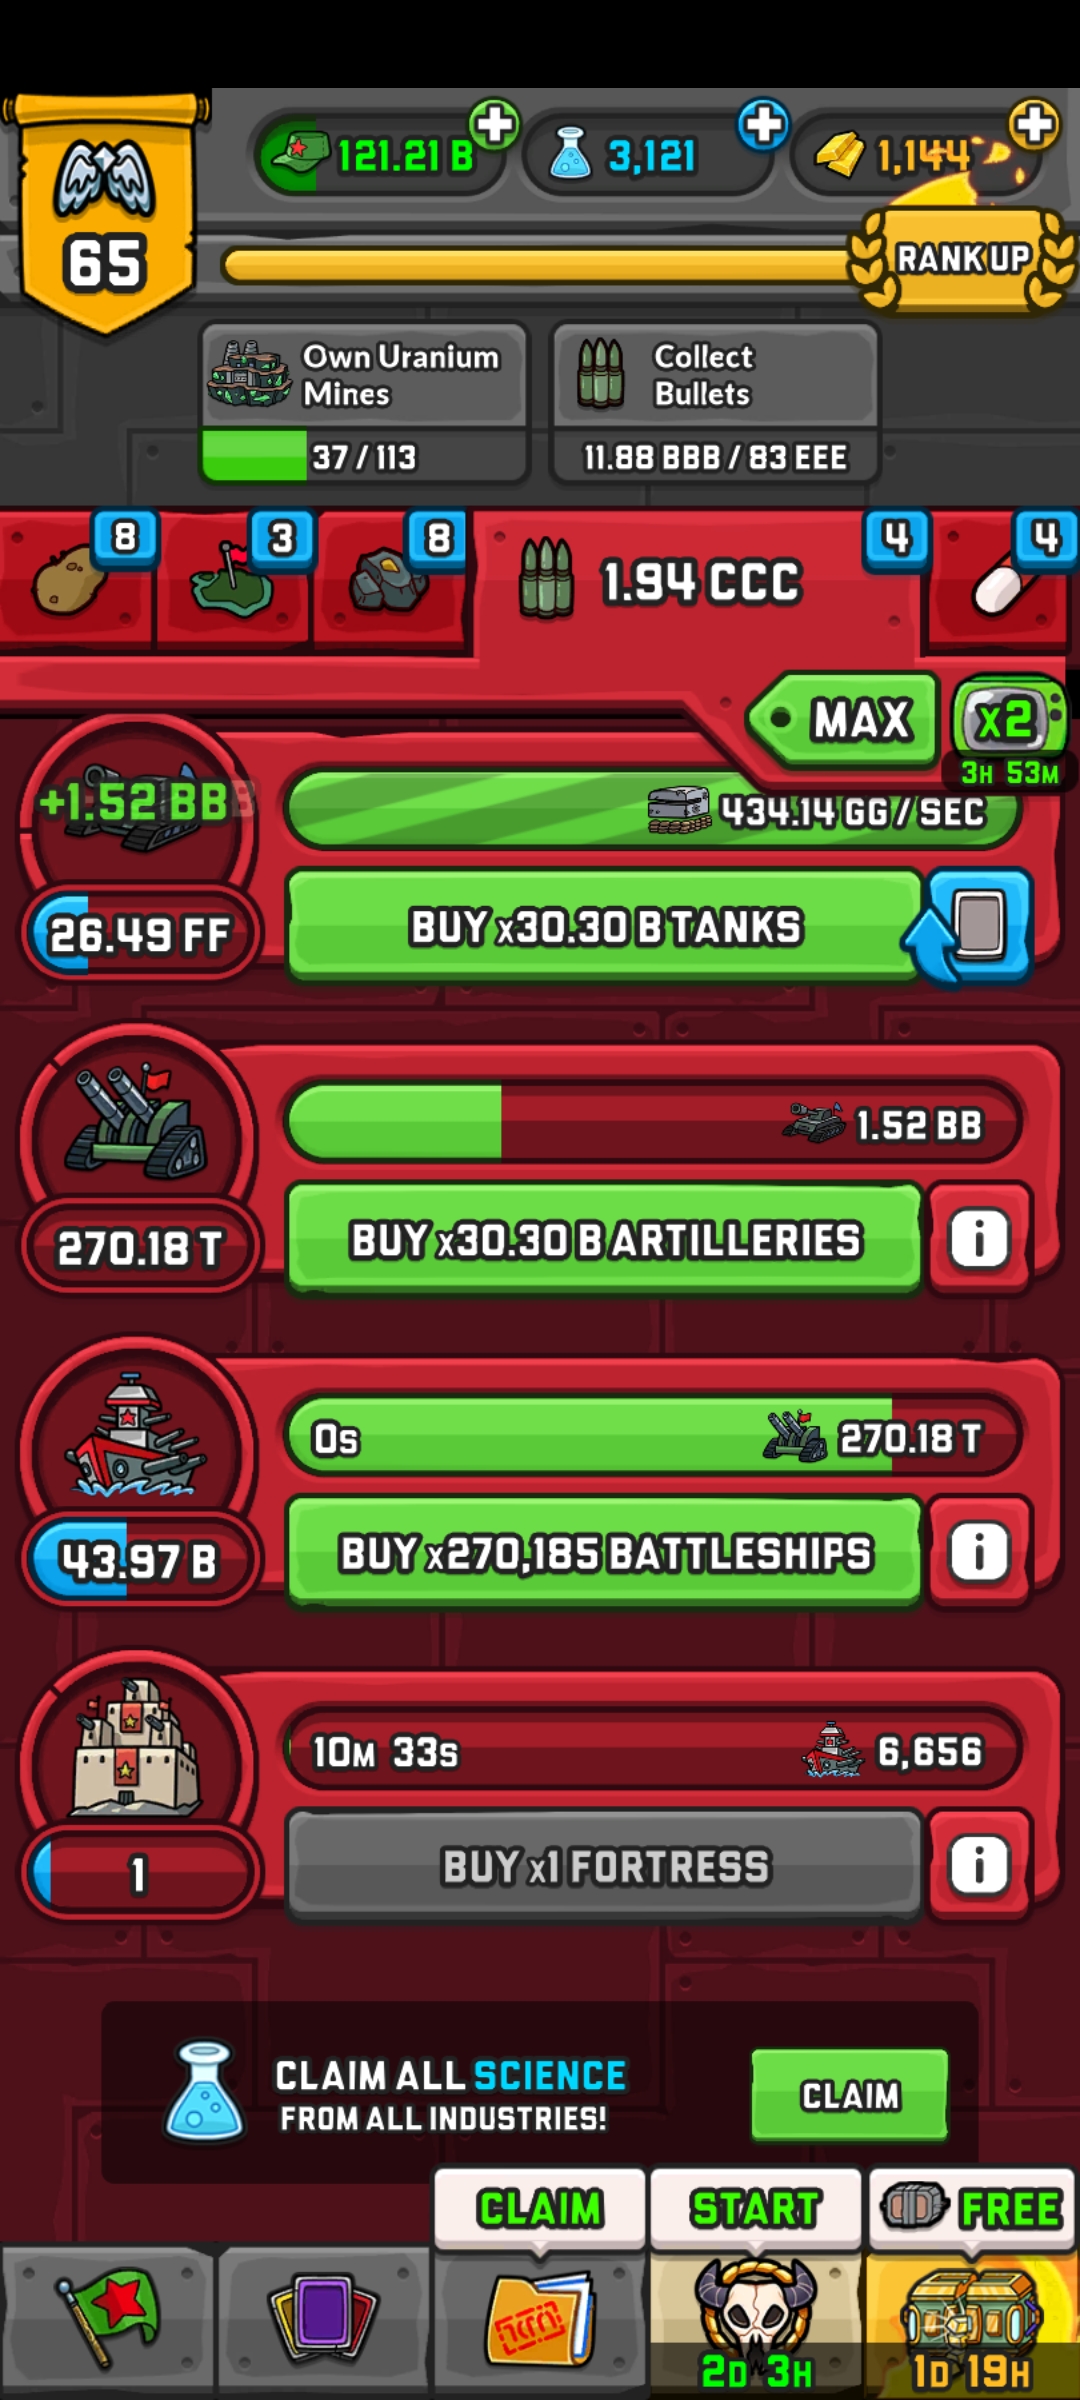 121.21 B
3,121
1,144
65
RANK UP
Own Uranium
Mines
37 / 113
Collect
Bullets
11.88 BBB / 83 EEE
8
3
8
1.94 CCC
4
4
MAX
x2
3H 53M
+1.52 BB
434.14 GG / SEC
26.49 FF
BUY x30.30 B TANKS
1.52 BB
270.18 T
BUY x30.30 B ARTILLERIES
i
0s
270.18 T
43.97 B
BUY x270,185 BATTLESHIPS
i
10M 33s
6,656
1
BUY x1 FORTRESS
i
CLAIM ALL SCIENCE
FROM ALL INDUSTRIES!
CLAIM
CLAIM
START
FREE
2D 3H
1D 19H